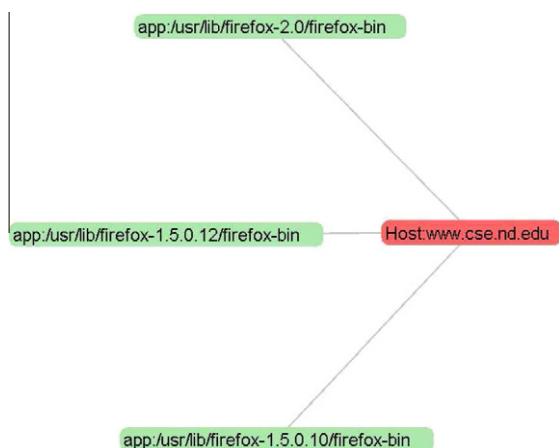 app:/usr/lib/firefox-2.0/firefox-bin
app:/usr/lib/firefox-1.5.0.12/firefox-bin
Host:www.cse.nd.edu
app:/usr/lib/firefox-1.5.0.10/firefox-bin